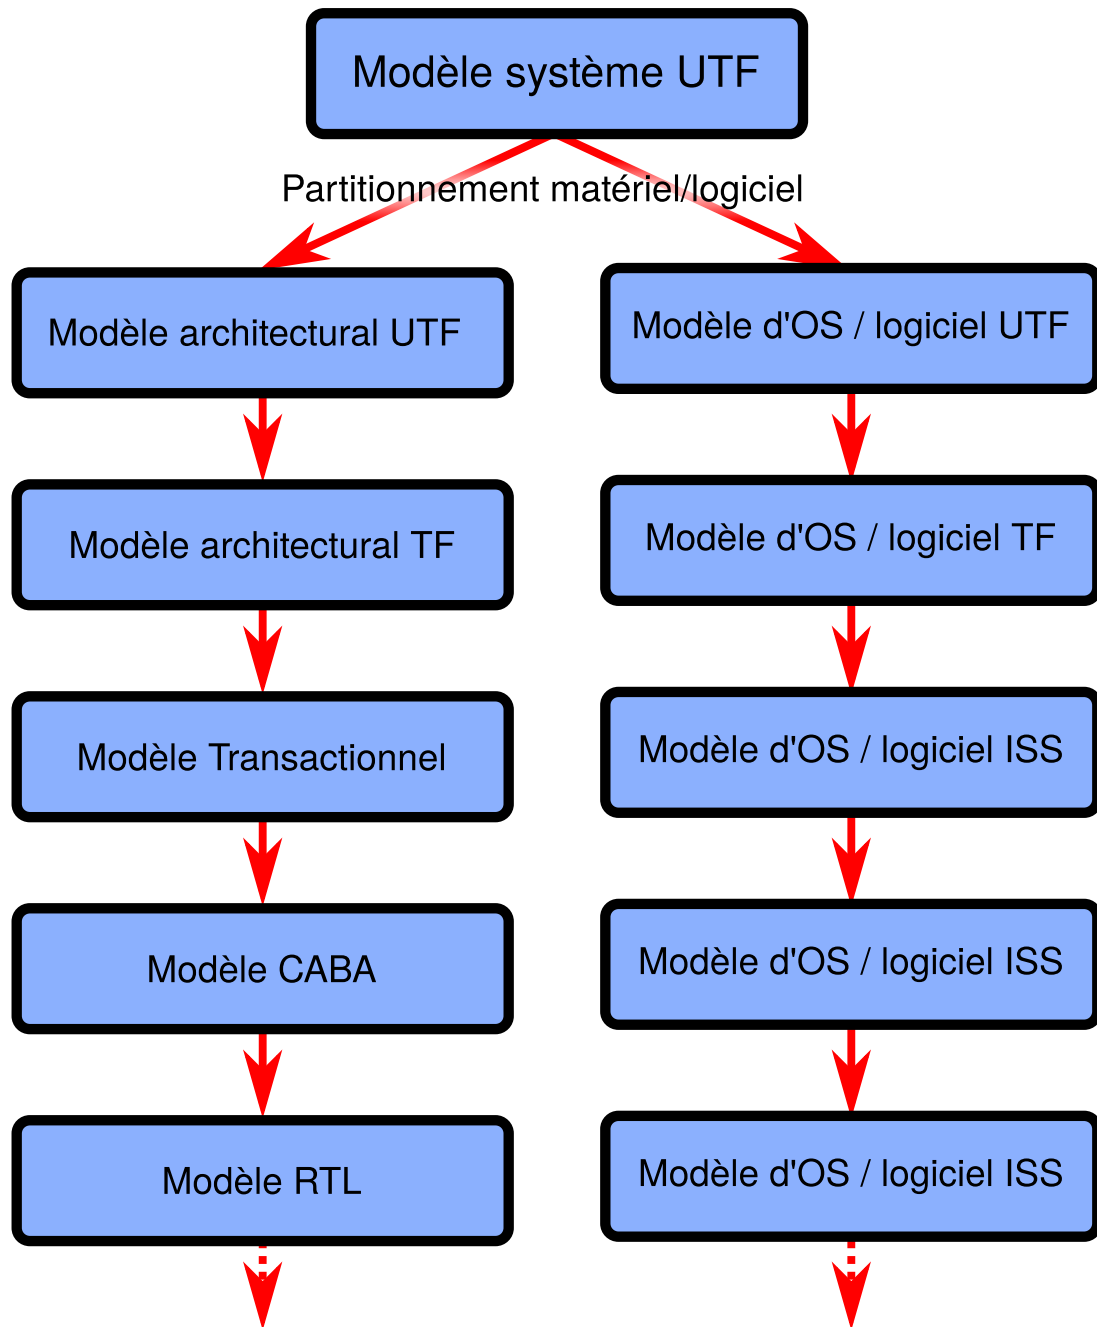 Modèle système UTF
Partitionnement matériel/logiciel
Modèle architectural UTF
Modèle d'OS / logiciel UTF
Modèle architectural TF
Modèle d'OS / logiciel TF
Modèle Transactionnel
Modèle d'OS / logiciel ISS
Modèle CABA
Modèle d'OS / logiciel ISS
Modèle RTL
Modèle d'OS / logiciel ISS